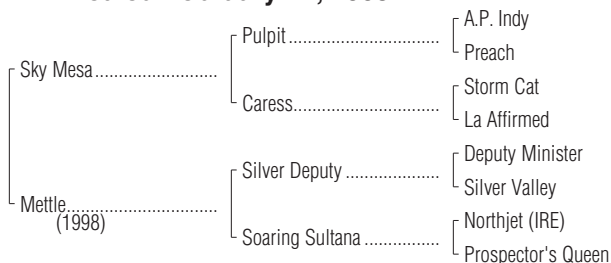 A.P. Indy
Pulpit
Preach
Sky Mesa
Storm Cat
Caress
La Affirmed
Deputy Minister
Silver Deputy
Silver Valley
Mettle
(1998)
Northjet (IRE)
Soaring Sultana
Prospector's Queen